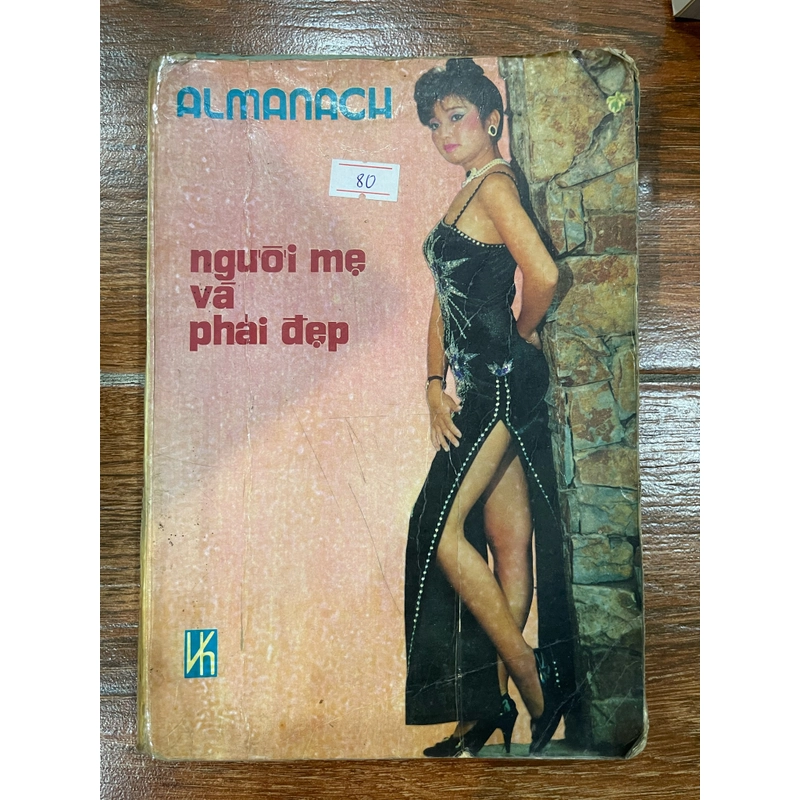 ALMANACH
80
người mẹ
và
phái đẹp
Vh